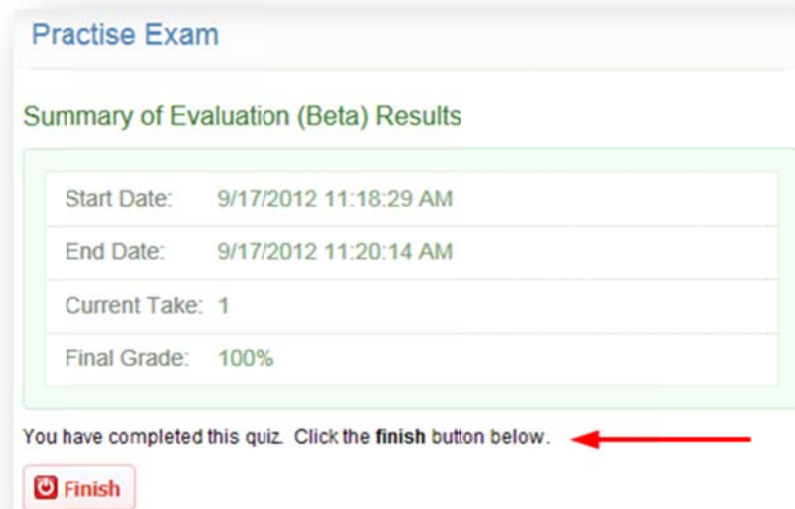 Practise Exam
Summary of Evaluation (Beta) Results
Start Date: 9/17/2012 11:18:29 AM
End Date: 9/17/2012 11:20:14 AM
Current Take: 1
Final Grade: 100%
You have completed this quiz. Click the finish button below.
Finish